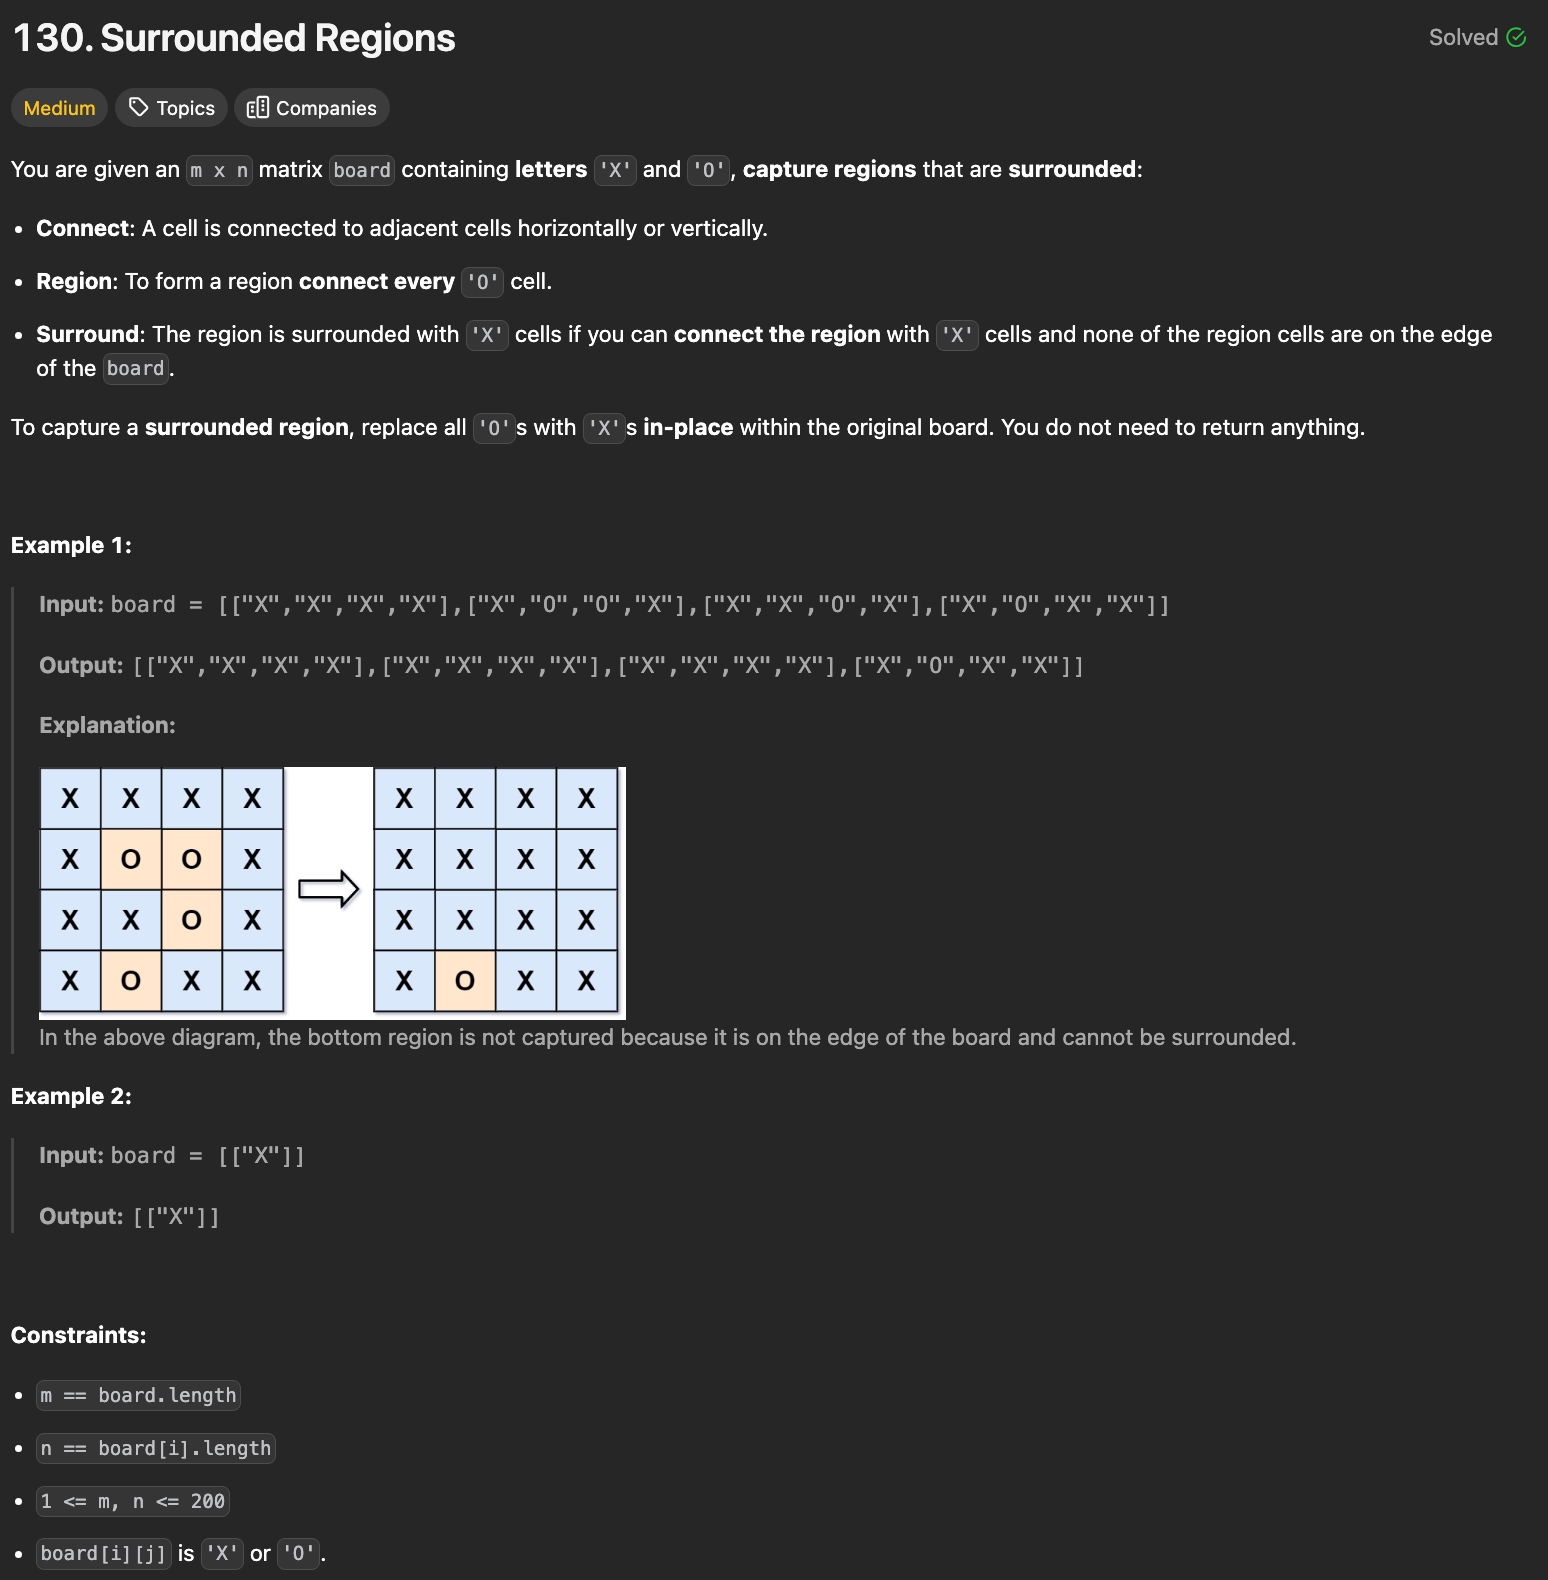 130. Surrounded Regions
Solved
Medium
Topics
Companies
You are given an m x n matrix board containing letters 'X' and 'O', capture regions that are surrounded:
• Connect: A cell is connected to adjacent cells horizontally or vertically.
• Region: To form a region connect every 'O' cell.
• Surround: The region is surrounded with 'X' cells if you can connect the region with 'X' cells and none of the region cells are on the edge
of the board.
To capture a surrounded region, replace all 'O's with 'X's in-place within the original board. You do not need to return anything.
Example 1:
Input: board = [["X","X","X","X"],["X","O","O","X"],["X","X","O","X"],["X","O","X","X"]]
Output: [["X","X","X","X"],["X","X","X","X"],["X","X","X","X"],["X","O","X","X"]]
Explanation:
X X X X X X X X
X O O X X X X X
X X O X X X X X
X O X X X O X X
In the above diagram, the bottom region is not captured because it is on the edge of the board and cannot be surrounded.
Example 2:
Input: board = [["X"]]
Output: [["X"]]
Constraints:
• m == board.length
• n == board[i].length
• 1 <= m, n <= 200
• board[i][j] is 'X' or 'O'.